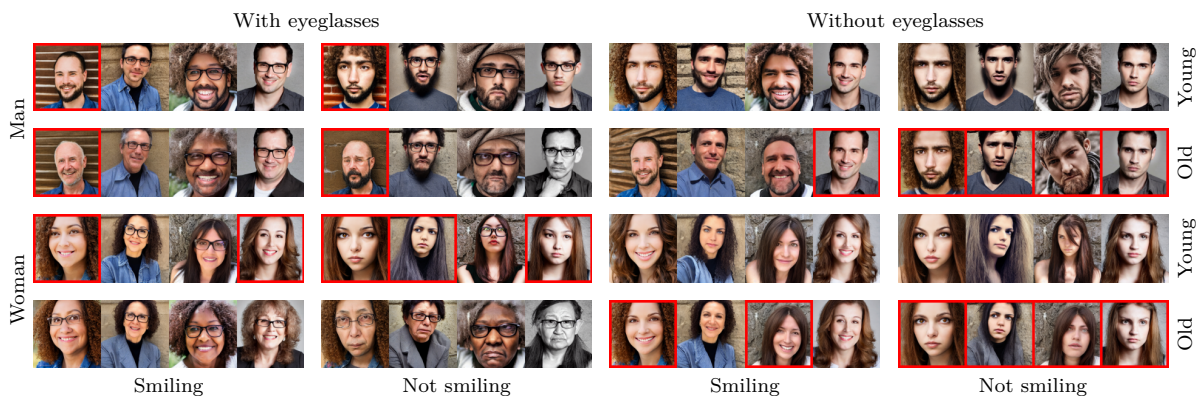 With eyeglasses
Without eyeglasses
Man
Young
Old
Woman
Young
Old
Smiling
Not smiling
Smiling
Not smiling